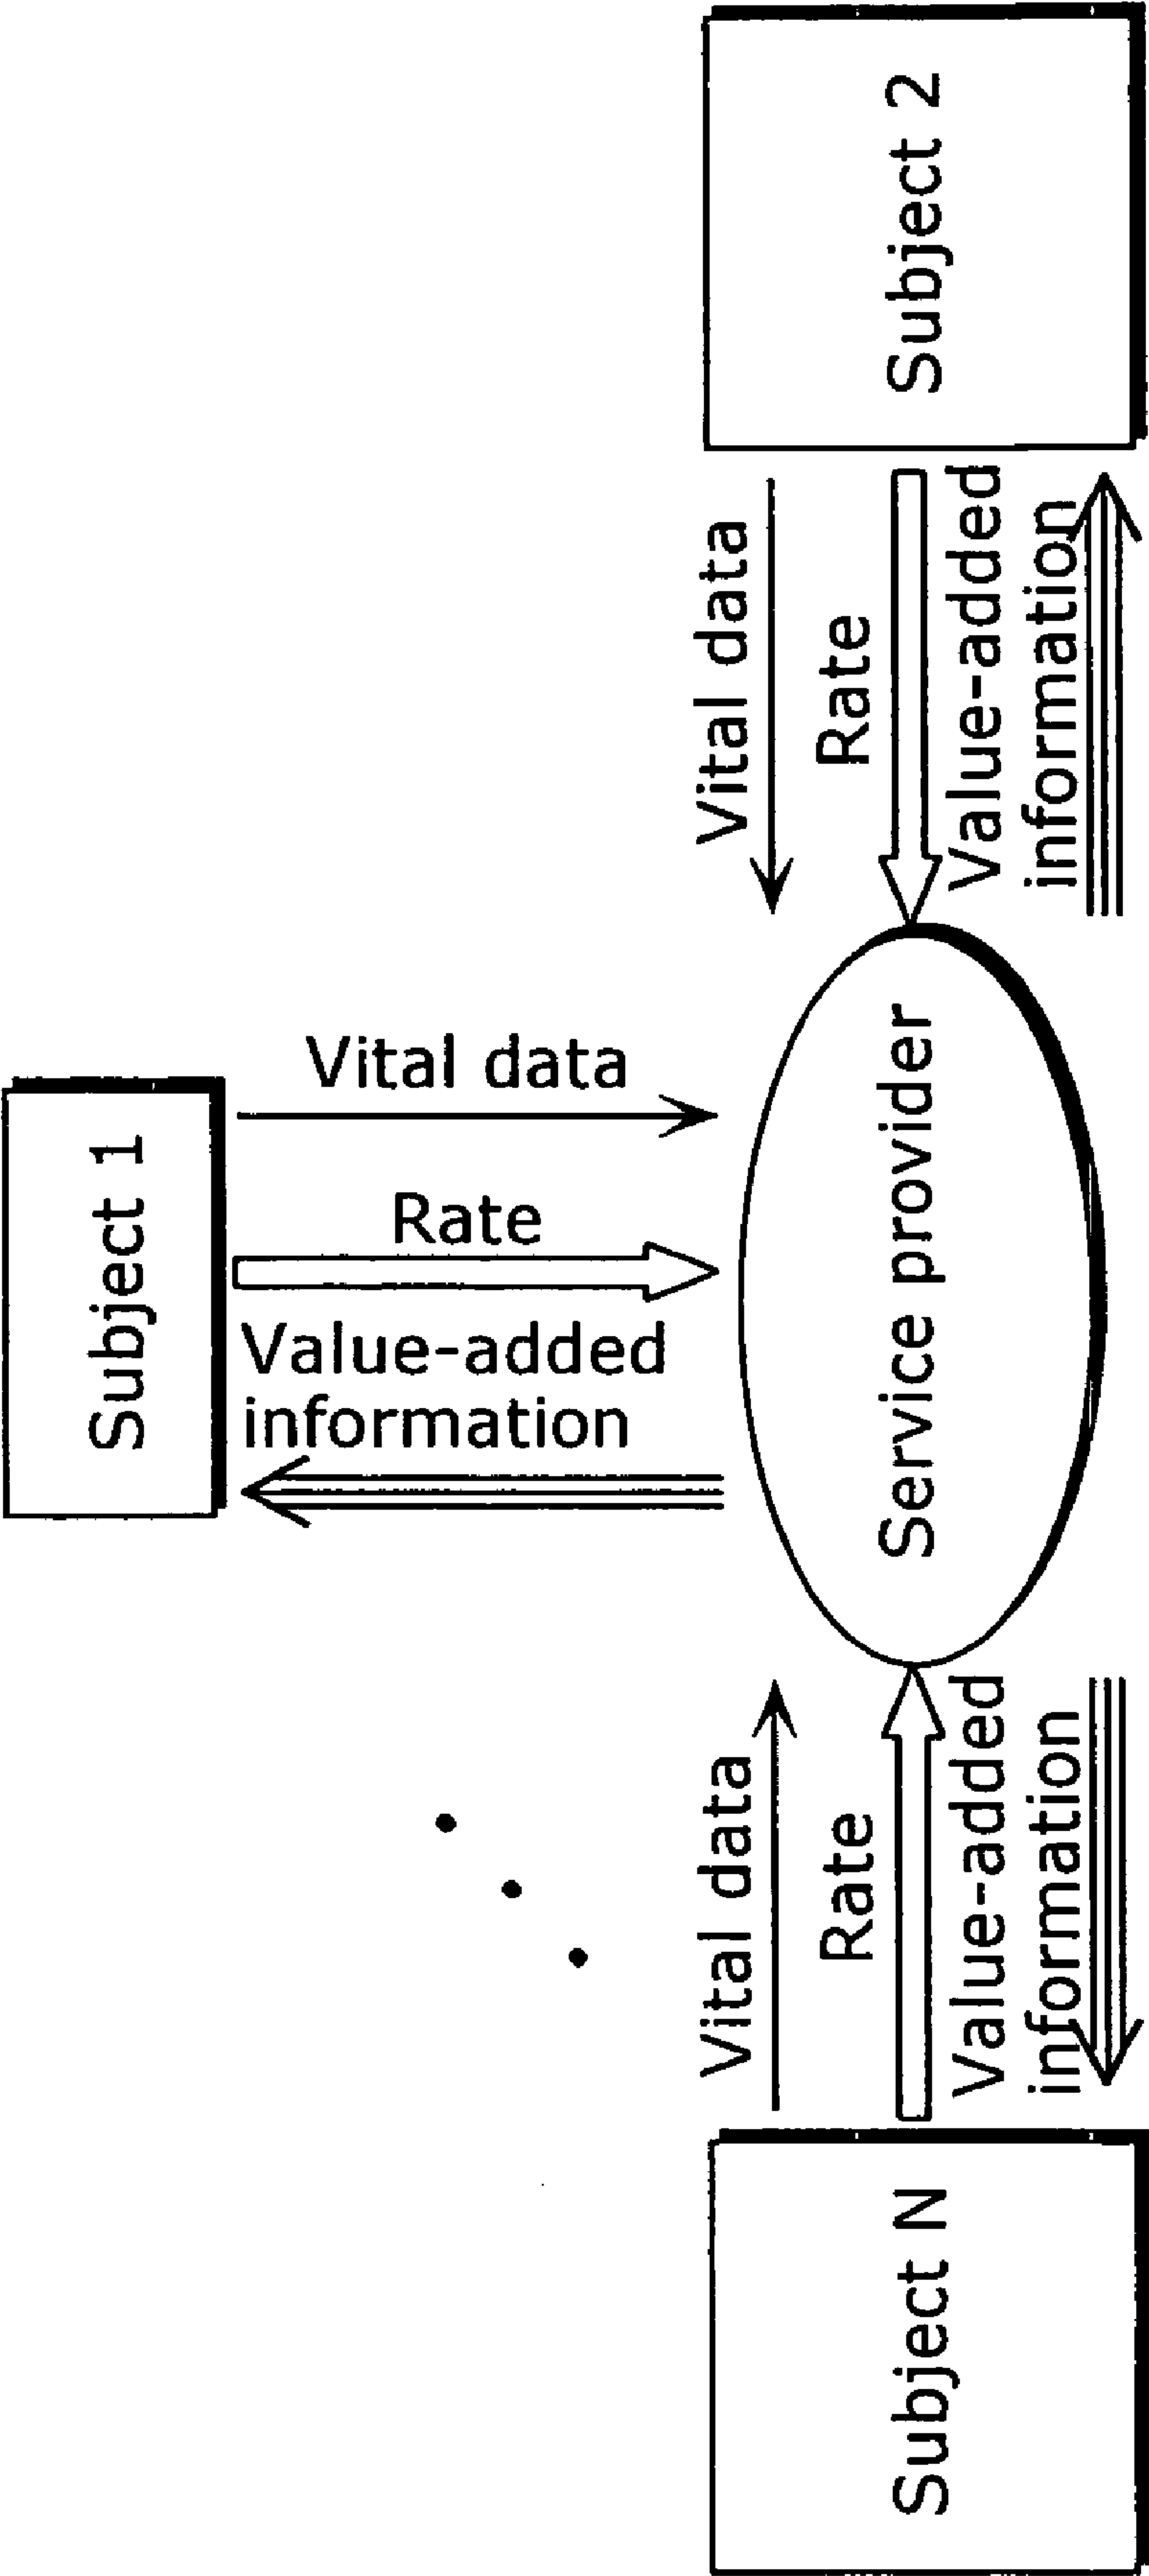 Subject 1
Vital data
Rate
Value-added
information
Subject 2
Vital data
Rate
Value-added
information
Service provider
Vital data
Rate
Value-added
information
Subject N